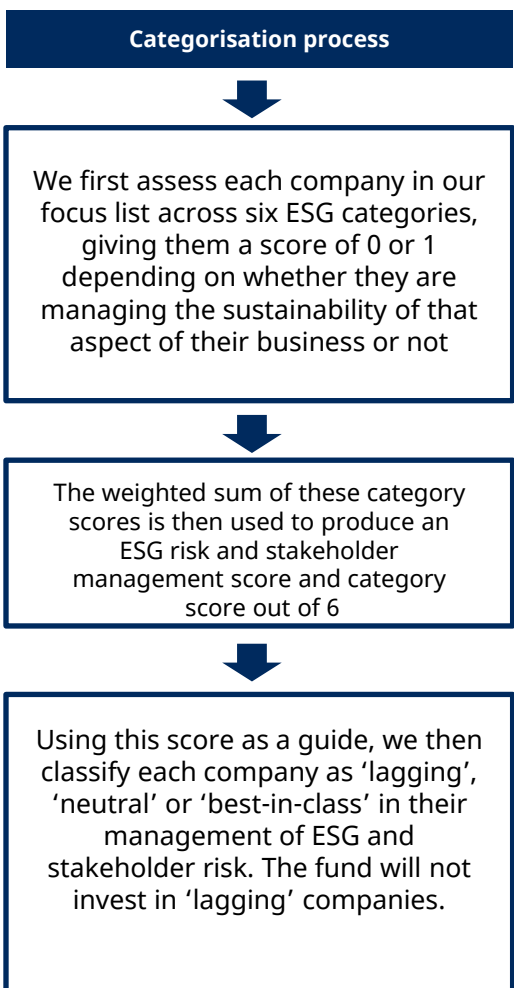 Categorisation process
We first assess each company in our
focus list across six ESG categories,
giving them a score of 0 or 1
depending on whether they are
managing the sustainability of that
aspect of their business or not
The weighted sum of these category
scores is then used to produce an
ESG risk and stakeholder
management score and category
score out of 6
Using this score as a guide, we then
classify each company as ‘lagging’,
‘neutral’ or ‘best-in-class’ in their
management of ESG and
stakeholder risk. The fund will not
invest in ‘lagging’ companies.